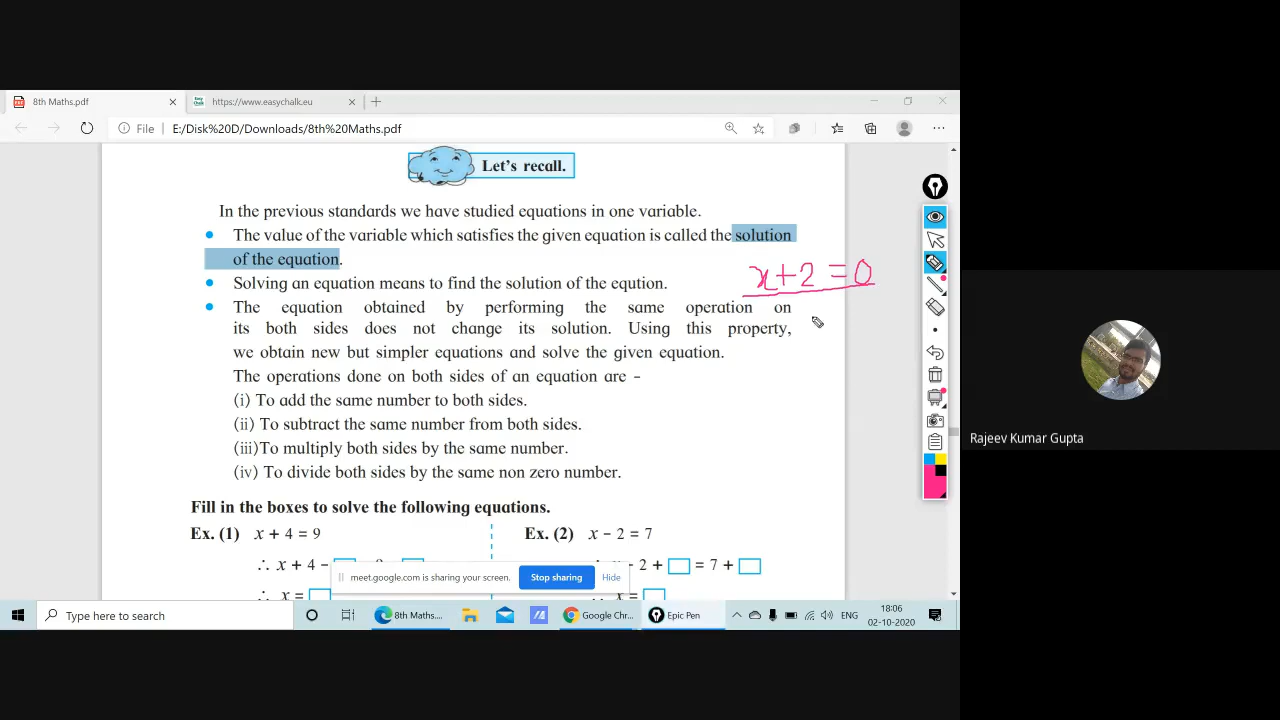 8th Maths.pdf
https://www.easychalk.eu
File
E:/Disk%20D/Downloads/8th%20Maths.pdf
Let's recall.
In the previous standards we have studied equations in one variable.
The value of the variable which satisfies the given equation is called the solution
of the equation.
x+2=0
Solving an equation means to find the solution of the eqution.
The equation obtained by performing the same operation on
its both sides does not change its solution. Using this property,
we obtain new but simpler equations and solve the given equation.
The operations done on both sides of an equation are -
(i) To add the same number to both sides.
(ii) To subtract the same number from both sides.
(iii)To multiply both sides by the same number.
(iv) To divide both sides by the same non zero number.
Fill in the boxes to solve the following equations.
Ex. (1) x + 4 = 9
Ex. (2) x − 2 = 7
∴ x + 4 −
− 2 + □ = 7 + □
∴ x = □
x = □
meet.google.com is sharing your screen.
Stop sharing
Hide
Rajeev Kumar Gupta
Type here to search
8th Maths....
Google Chr...
Epic Pen
ENG
18:06
02-10-2020